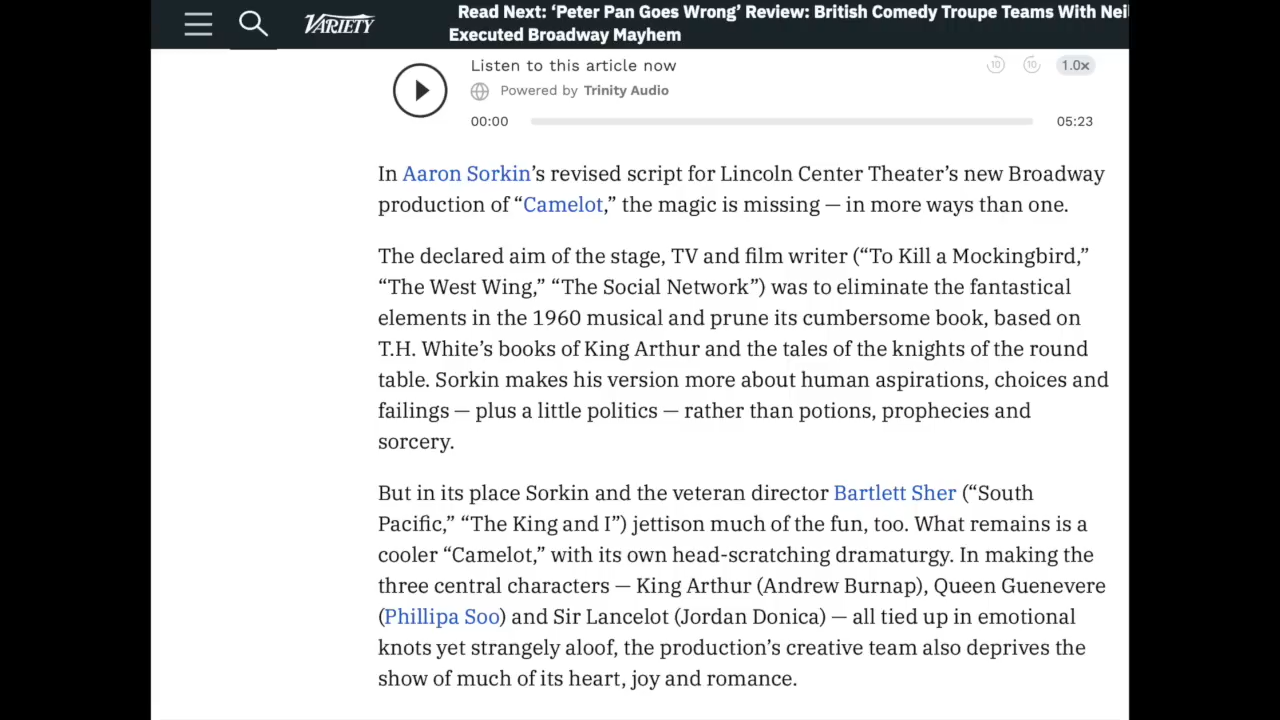 Read Next: ‘Peter Pan Goes Wrong’ Review: British Comedy Troupe Teams With Nei
VARIETY
Executed Broadway Mayhem
Listen to this article now
10
10
1.0x
Powered by Trinity Audio
00:00
05:23
In Aaron Sorkin’s revised script for Lincoln Center Theater’s new Broadway
production of “Camelot,” the magic is missing — in more ways than one.
The declared aim of the stage, TV and film writer (“To Kill a Mockingbird,”
“The West Wing,” “The Social Network”) was to eliminate the fantastical
elements in the 1960 musical and prune its cumbersome book, based on
T.H. White’s books of King Arthur and the tales of the knights of the round
table. Sorkin makes his version more about human aspirations, choices and
failings — plus a little politics — rather than potions, prophecies and
sorcery.
But in its place Sorkin and the veteran director Bartlett Sher (“South
Pacific,” “The King and I”) jettison much of the fun, too. What remains is a
cooler “Camelot,” with its own head-scratching dramaturgy. In making the
three central characters — King Arthur (Andrew Burnap), Queen Guenevere
(Phillipa Soo) and Sir Lancelot (Jordan Donica) — all tied up in emotional
knots yet strangely aloof, the production’s creative team also deprives the
show of much of its heart, joy and romance.